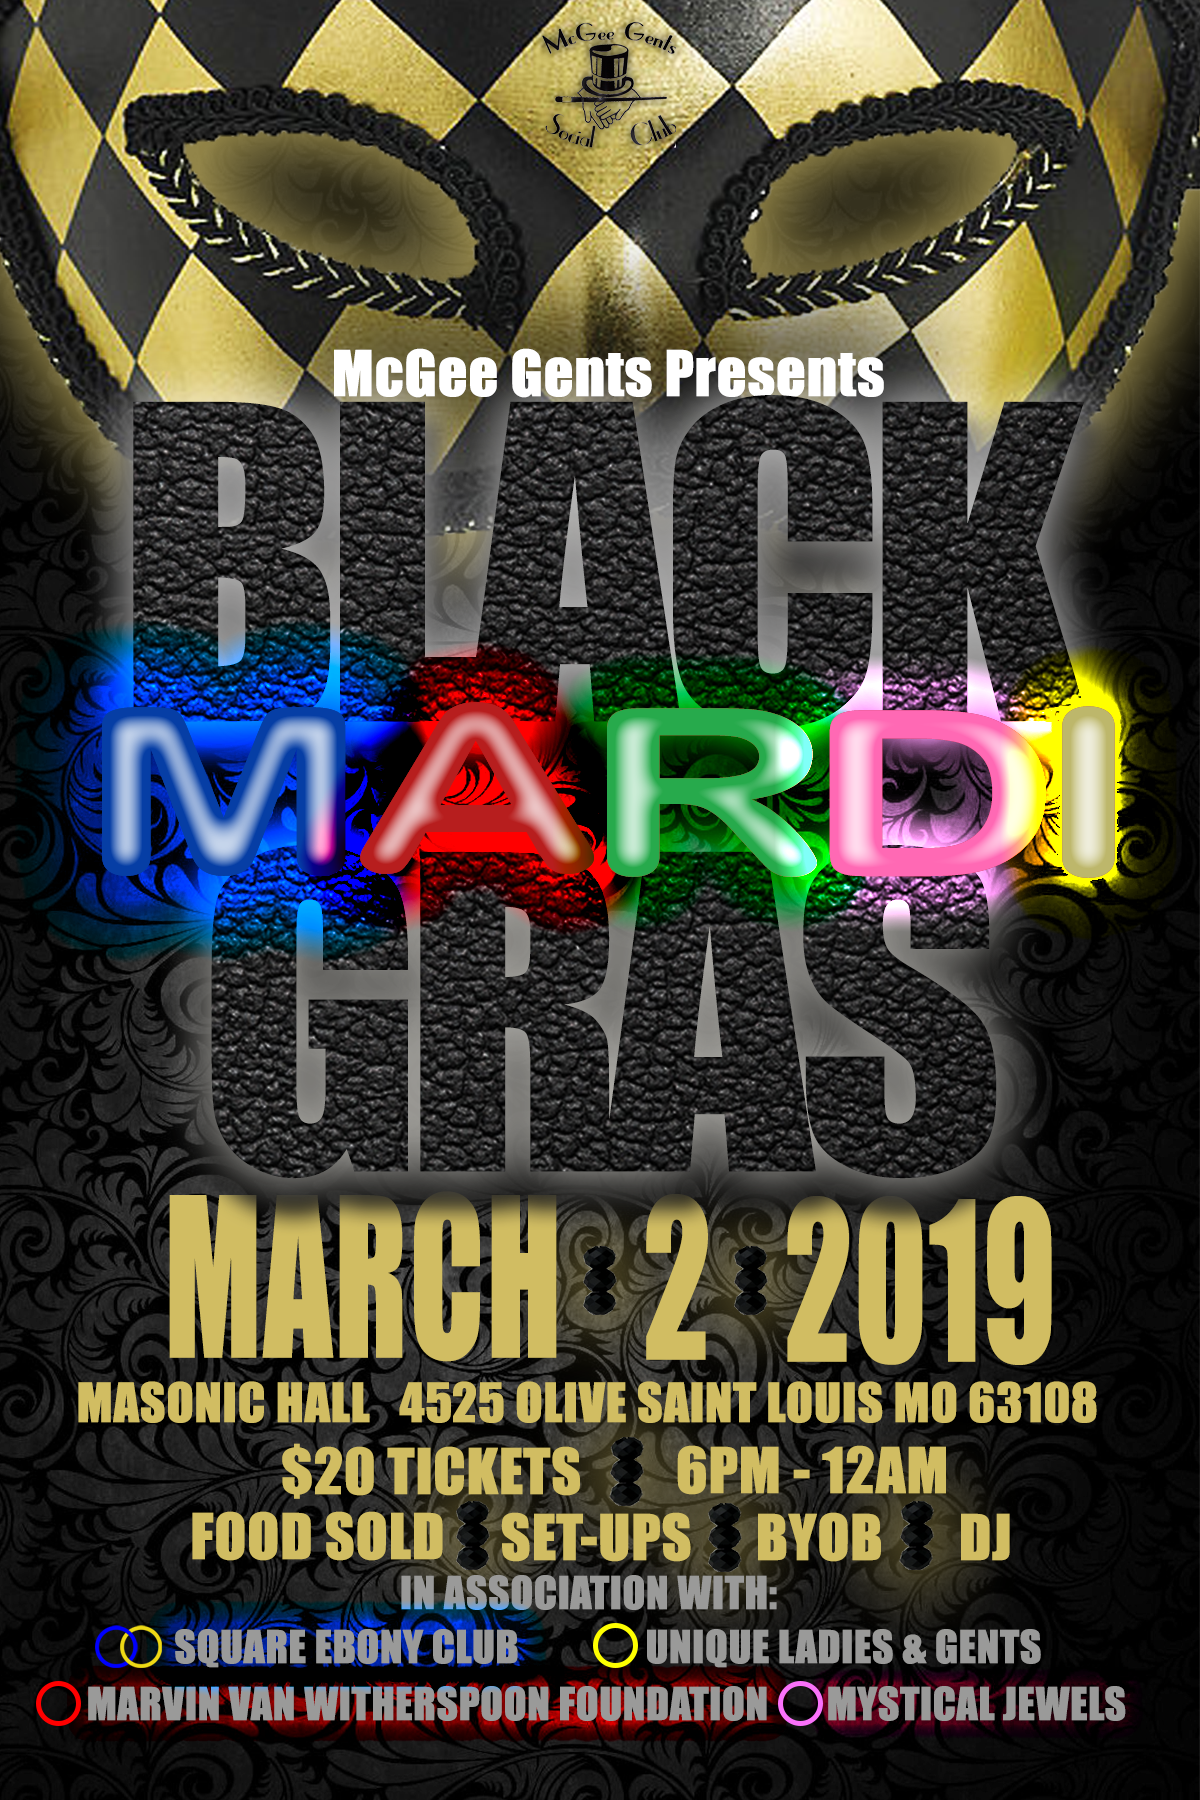 McGee Gents
Social Club
McGee Gents Presents
BLACK
MARDI
GRAS
MARCH 2 2019
MASONIC HALL 4525 OLIVE SAINT LOUIS MO 63108
$20 TICKETS 6PM - 12AM
FOOD SOLD SET-UPS BYOB DJ
IN ASSOCIATION WITH:
SQUARE EBONY CLUB UNIQUE LADIES & GENTS
MARVIN VAN WITHERSPOON FOUNDATION MYSTICAL JEWELS